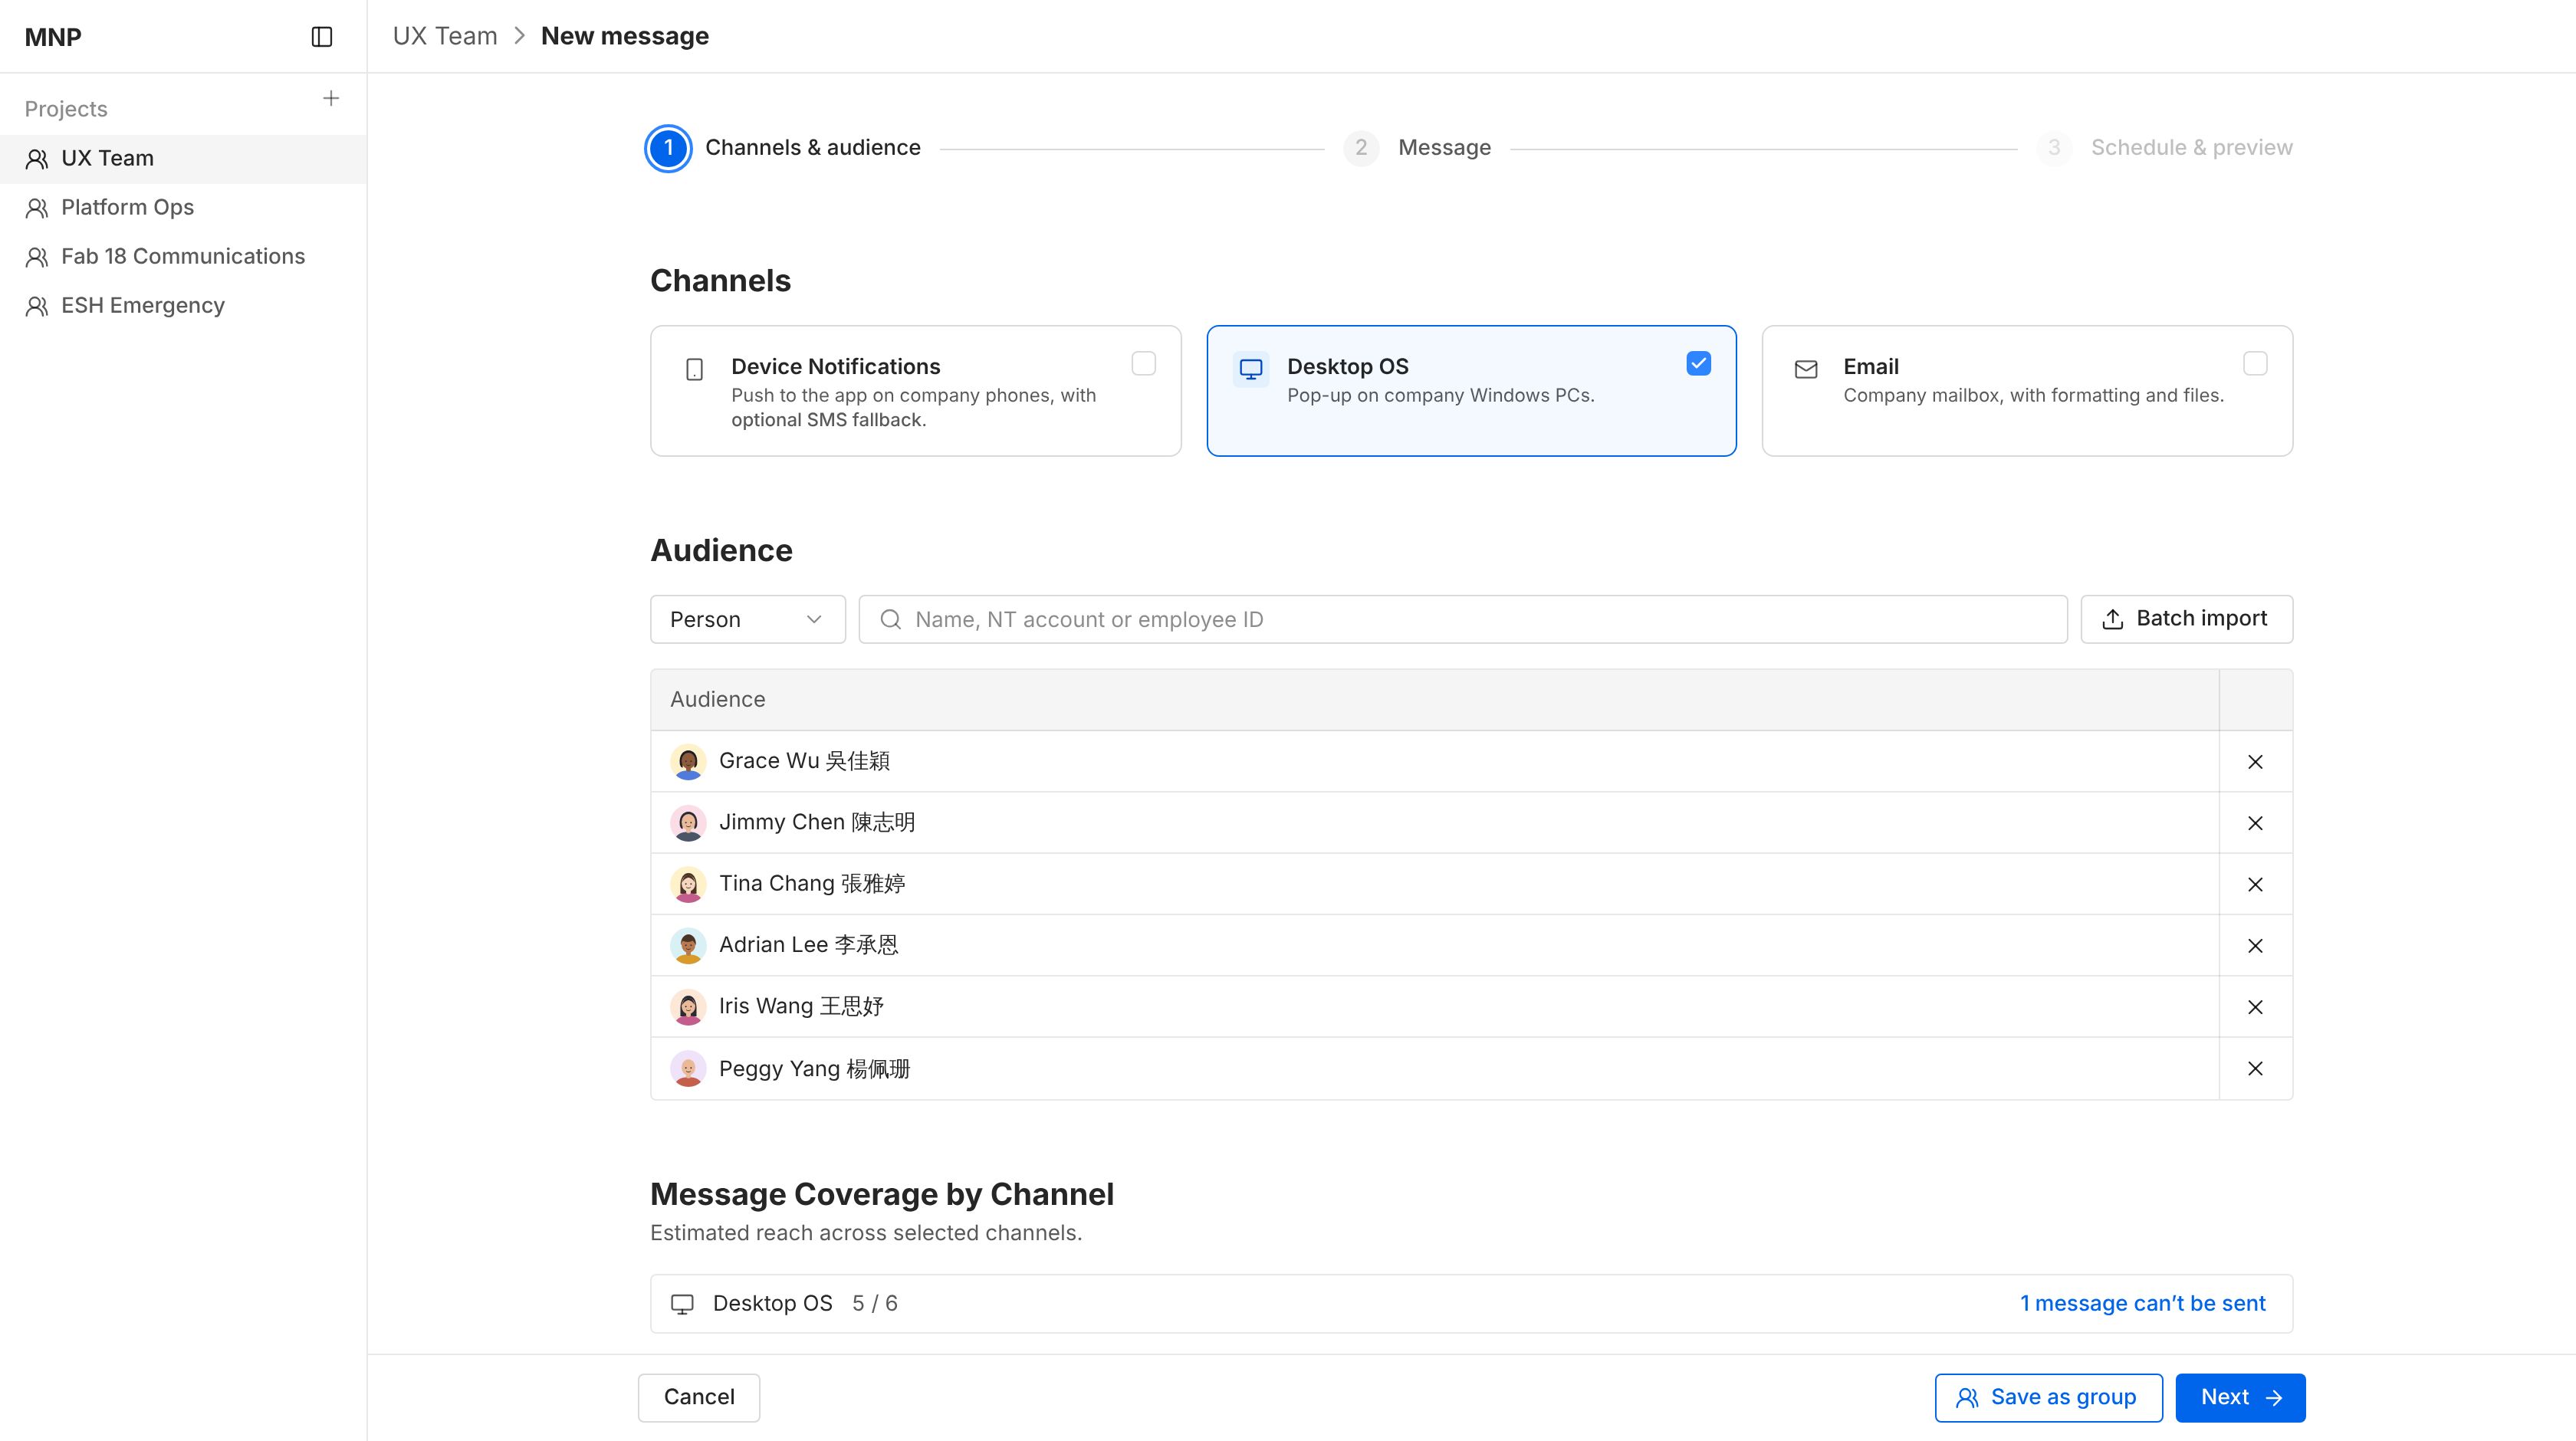 MNP
UX Team > New message
Projects
UX Team
Platform Ops
Fab 18 Communications
ESH Emergency
1 Channels & audience
2 Message
3 Schedule & preview
Channels
Device Notifications
Push to the app on company phones, with
optional SMS fallback.
Desktop OS
Pop-up on company Windows PCs.
Email
Company mailbox, with formatting and files.
Audience
Person
Name, NT account or employee ID
Batch import
Audience
Grace Wu 吳佳穎
Jimmy Chen 陳志明
Tina Chang 張雅婷
Adrian Lee 李承恩
Iris Wang 王思妤
Peggy Yang 楊佩珊
Message Coverage by Channel
Estimated reach across selected channels.
Desktop OS 5 / 6
1 message can’t be sent
Cancel
Save as group
Next